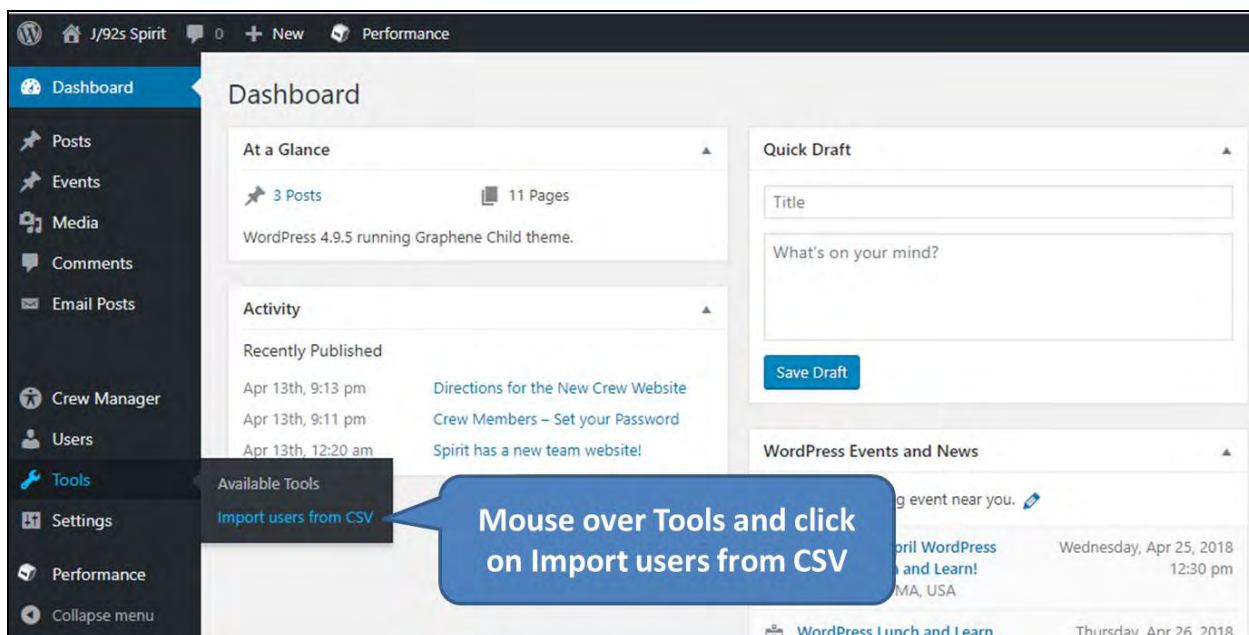 J/92s Spirit 0 New Performance
Dashboard
Posts
Events
Media
Comments
Email Posts
Crew Manager
Users
Tools
Settings
Performance
Collapse menu
Available Tools
Import users from CSV
Dashboard
At a Glance
3 Posts 11 Pages
WordPress 4.9.5 running Graphene Child theme.
Activity
Recently Published
Apr 13th, 9:13 pm Directions for the New Crew Website
Apr 13th, 9:11 pm Crew Members – Set your Password
Apr 13th, 12:20 am Spirit has a new team website!
Mouse over Tools and click
on Import users from CSV
Quick Draft
Title
What's on your mind?
Save Draft
WordPress Events and News
event near you.
WordPress Wednesday, Apr 25, 2018
and Learn! 12:30 pm
MA, USA
WordPress Lunch and Learn Thursday, Apr 26, 2018